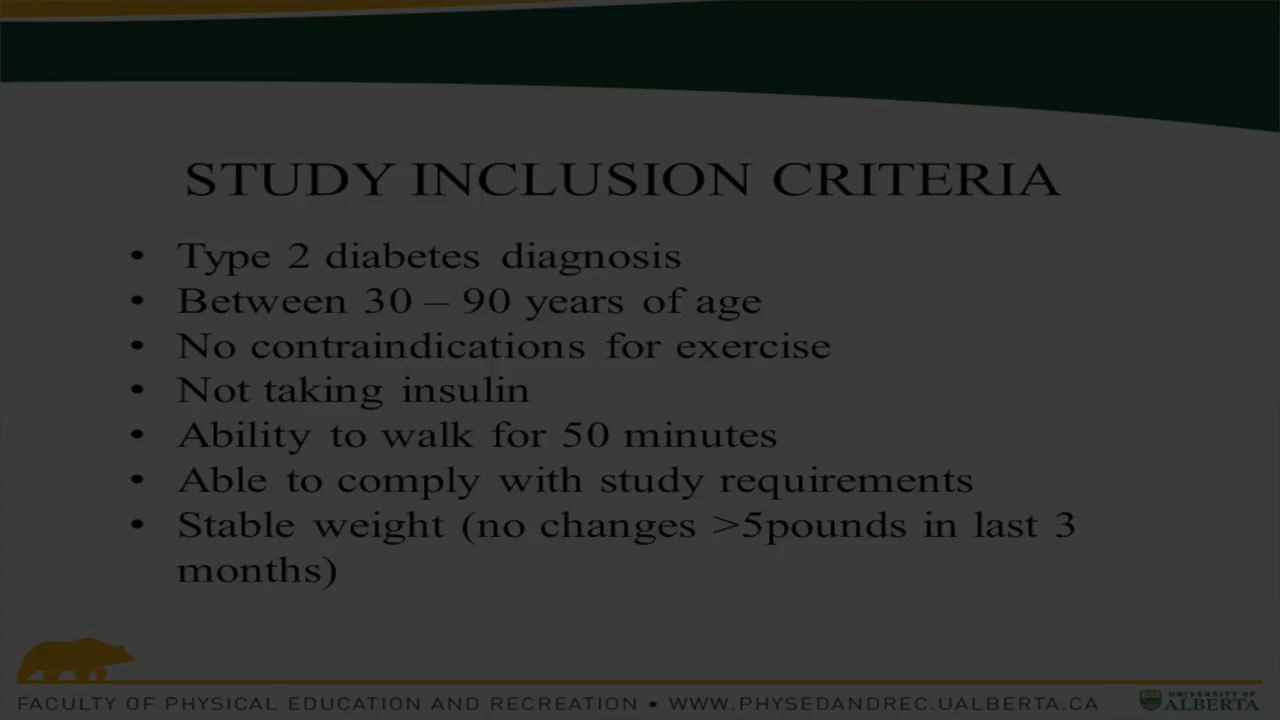 STUDY INCLUSION CRITERIA
• Type 2 diabetes diagnosis
• Between 30 – 90 years of age
• No contraindications for exercise
• Not taking insulin
• Ability to walk for 50 minutes
• Able to comply with study requirements
• Stable weight (no changes >5pounds in last 3
months)
FACULTY OF PHYSICAL EDUCATION AND RECREATION • WWW.PHYSEDANDREC.UALBERTA.CA
UNIVERSITY OF
ALBERTA